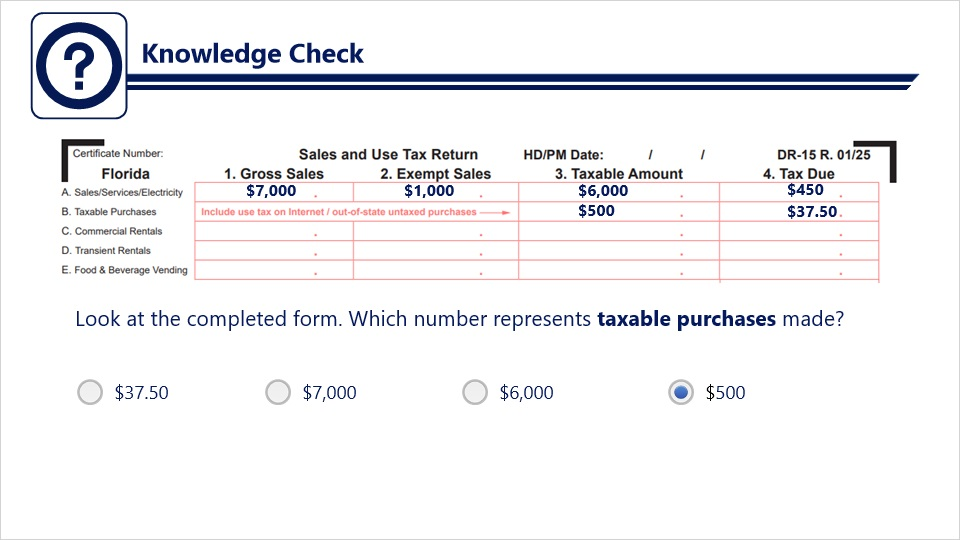 ?
Knowledge Check
Certificate Number: Sales and Use Tax Return HD/PM Date: / / DR-15 R. 01/25
Florida 1. Gross Sales 2. Exempt Sales 3. Taxable Amount 4. Tax Due
A. Sales/Services/Electricity $7,000 . $1,000 . $6,000 . $450 .
B. Taxable Purchases Include use tax on Internet / out-of-state untaxed purchases $500 . $37.50 .
C. Commercial Rentals . . . .
D. Transient Rentals . . . .
E. Food & Beverage Vending . . . .
Look at the completed form. Which number represents taxable purchases made?
$37.50 $7,000 $6,000 $500